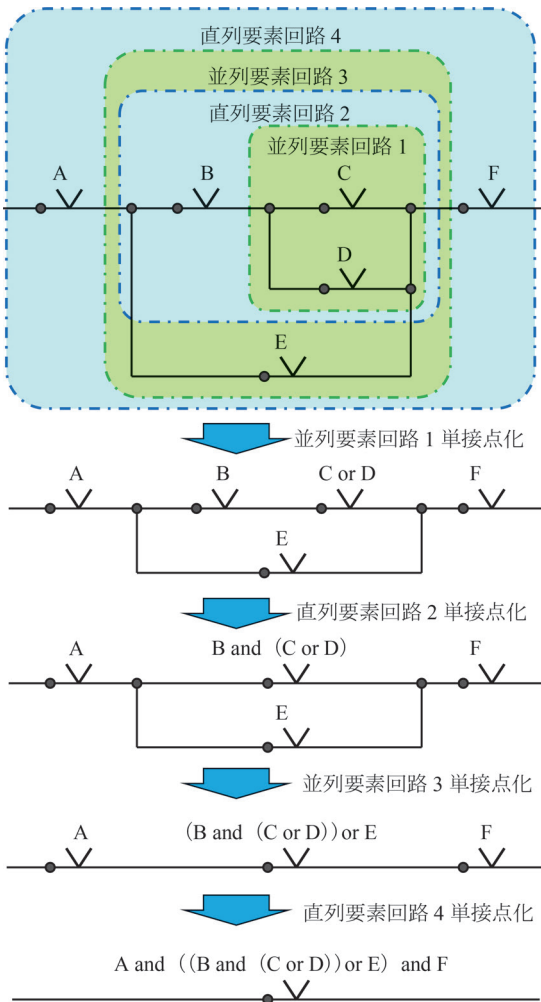 直列要素回路 4
並列要素回路 3
直列要素回路 2
並列要素回路 1
A B C F
D
E
並列要素回路 1 単接点化
A B C or D F
E
直列要素回路 2 単接点化
A B and (C or D) F
E
並列要素回路 3 単接点化
A (B and (C or D)) or E F
直列要素回路 4 単接点化
A and ((B and (C or D)) or E) and F